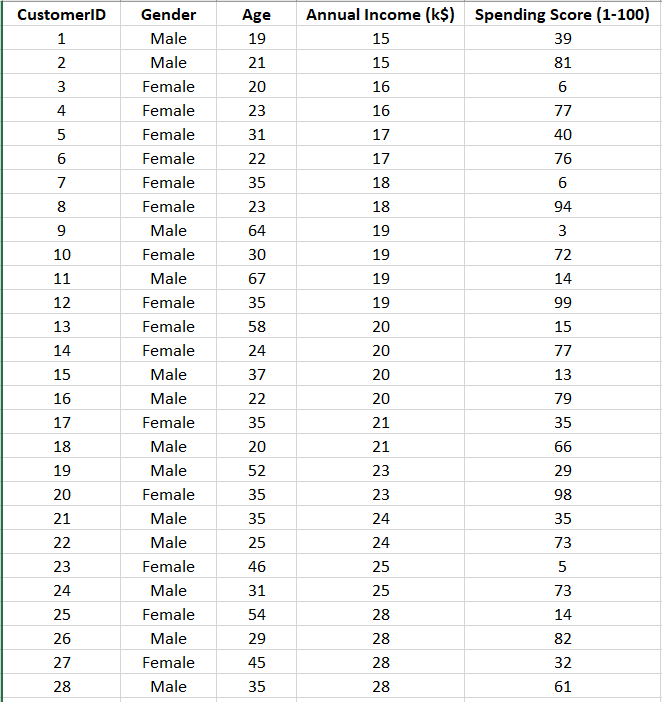 CustomerID Gender Age Annual Income (k$) Spending Score (1-100)
1 Male 19 15 39
2 Male 21 15 81
3 Female 20 16 6
4 Female 23 16 77
5 Female 31 17 40
6 Female 22 17 76
7 Female 35 18 6
8 Female 23 18 94
9 Male 64 19 3
10 Female 30 19 72
11 Male 67 19 14
12 Female 35 19 99
13 Female 58 20 15
14 Female 24 20 77
15 Male 37 20 13
16 Male 22 20 79
17 Female 35 21 35
18 Male 20 21 66
19 Male 52 23 29
20 Female 35 23 98
21 Male 35 24 35
22 Male 25 24 73
23 Female 46 25 5
24 Male 31 25 73
25 Female 54 28 14
26 Male 29 28 82
27 Female 45 28 32
28 Male 35 28 61